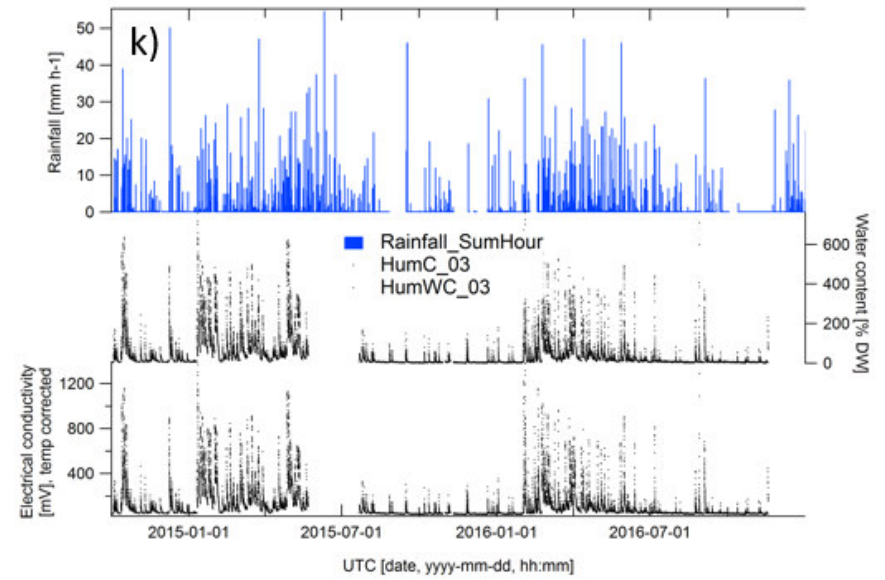 k)
Rainfall [mm h-1]
50
40
30
20
10
0
Rainfall_SumHour
HumC_03
HumWC_03
Water content [% DW]
600
400
200
0
Electrical conductivity
[mV], temp corrected
1200
800
400
2015-01-01
2015-07-01
2016-01-01
2016-07-01
UTC [date, yyyy-mm-dd, hh:mm]